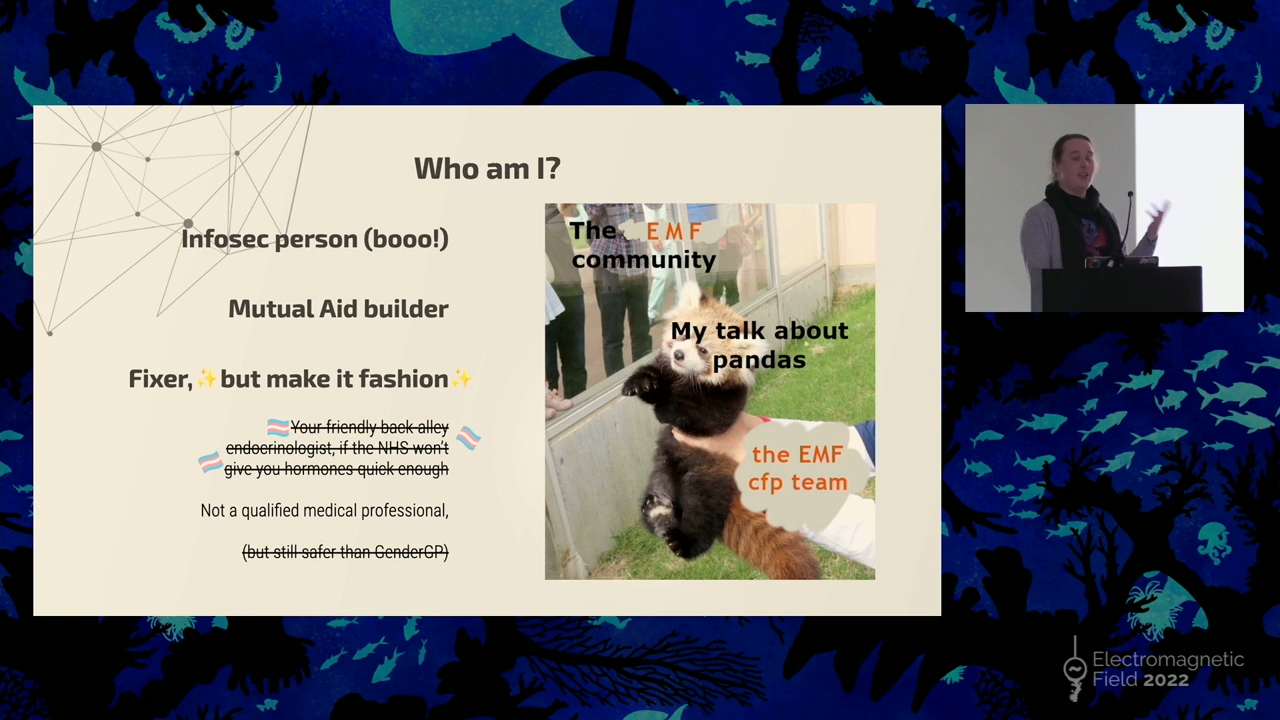 Who am I?
Infosec person (booo!)
Mutual Aid builder
Fixer,✨but make it fashion✨
Your friendly back alley
endocrinologist, if the NHS won't
give you hormones quick enough
Not a qualified medical professional,
(but still safer than GenderGP)
The EMF
community
My talk about
pandas
the EMF
cfp team
Electromagnetic
Field 2022